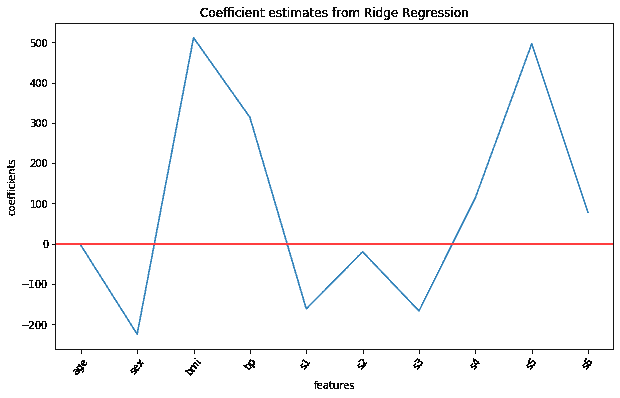 Coefficient estimates from Ridge Regression
500
400
300
200
100
0
−100
−200
coefficients
age sex bmi bp s1 s2 s3 s4 s5 s6
features